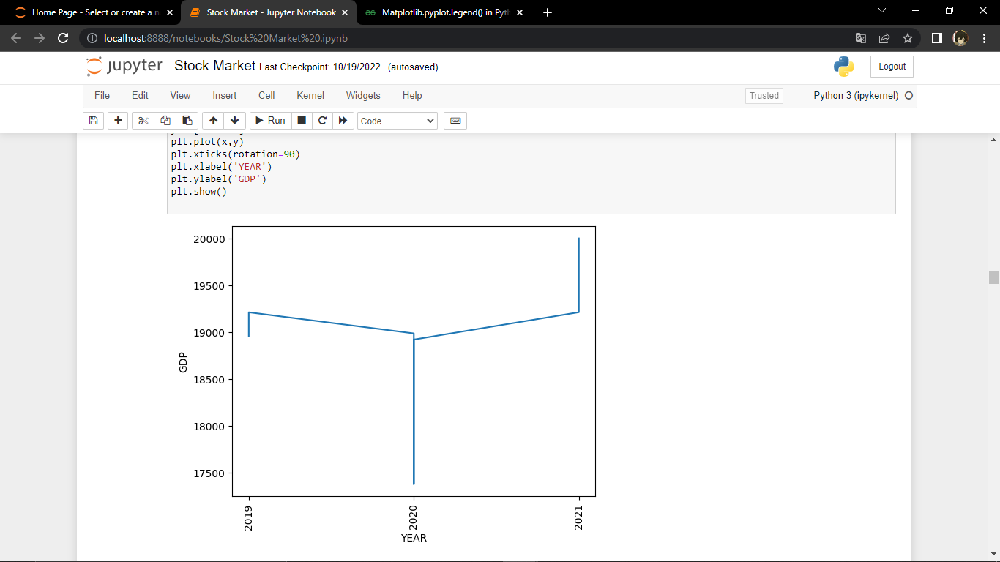 Home Page - Select or create a n
Stock Market - Jupyter Notebook
Matplotlib.pyplot.legend() in Pyt
localhost:8888/notebooks/Stock%20Market%20.ipynb
jupyter Stock Market Last Checkpoint: 10/19/2022 (autosaved)
Logout
File Edit View Insert Cell Kernel Widgets Help
Trusted
Python 3 (ipykernel)
Run
Code
plt.plot(x,y)
plt.xticks(rotation=90)
plt.xlabel('YEAR')
plt.ylabel('GDP')
plt.show()
20000
19500
19000
18500
18000
17500
GDP
2019 2020 2021
YEAR